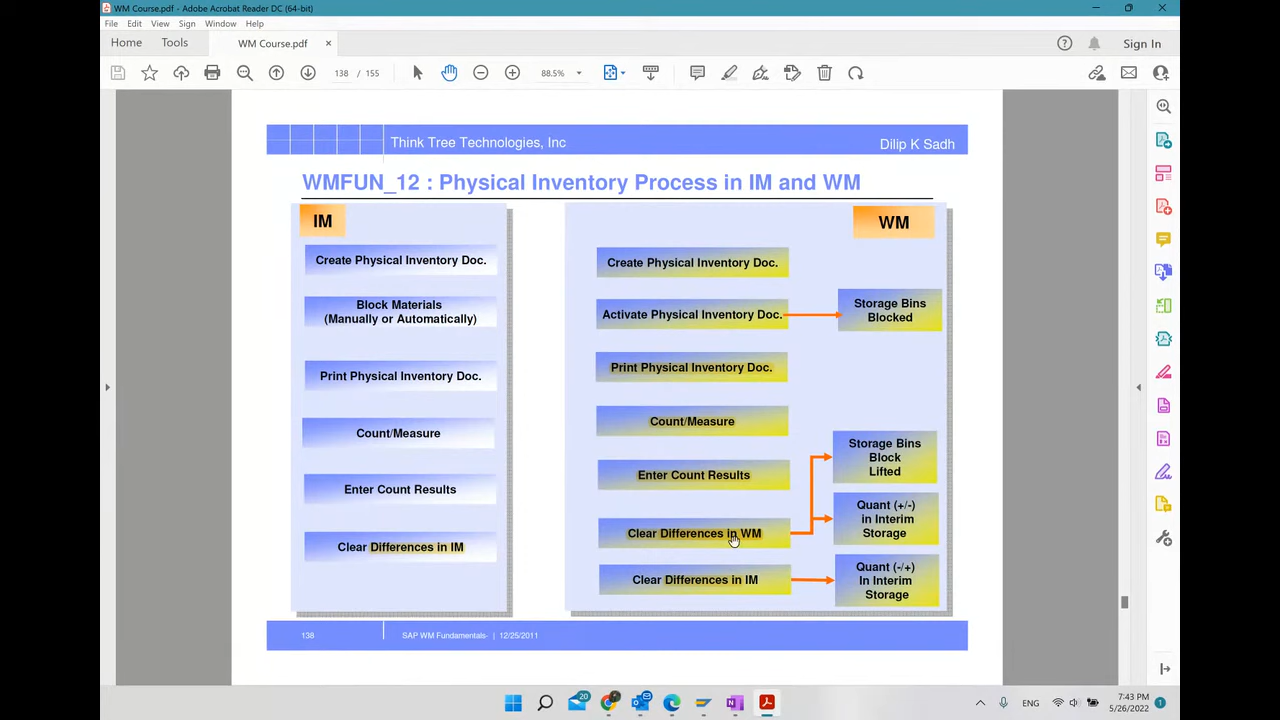 WM Course.pdf - Adobe Acrobat Reader DC (64-bit)
File Edit View Sign Window Help
Home Tools WM Course.pdf × Sign In
138 / 155 88.5%
Think Tree Technologies, Inc
Dilip K Sadh
WMFUN_12 : Physical Inventory Process in IM and WM
IM
Create Physical Inventory Doc.
Block Materials
(Manually or Automatically)
Print Physical Inventory Doc.
Count/Measure
Enter Count Results
Clear Differences in IM
WM
Create Physical Inventory Doc.
Activate Physical Inventory Doc.
Storage Bins
Blocked
Print Physical Inventory Doc.
Count/Measure
Enter Count Results
Storage Bins
Block
Lifted
Clear Differences in WM
Quant (+/-)
in Interim
Storage
Clear Differences in IM
Quant (-/+)
In Interim
Storage
138
SAP WM Fundamentals- | 12/25/2011
20
ENG
7:43 PM
5/26/2022
1